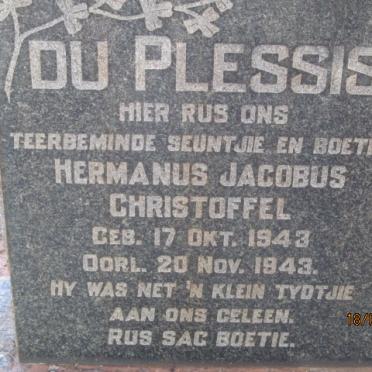 DU PLESSIS
HIER RUS ONS
TEERBEMINDE SEUNTJIE EN BOETIE
HERMANUS JACOBUS
CHRISTOFFEL
GEB. 17 OKT. 1943
OORL. 20 NOV. 1943.
HY WAS NET 'N KLEIN TYDTJIE
AAN ONS GELEEN.
RUS SAG BOETIE.